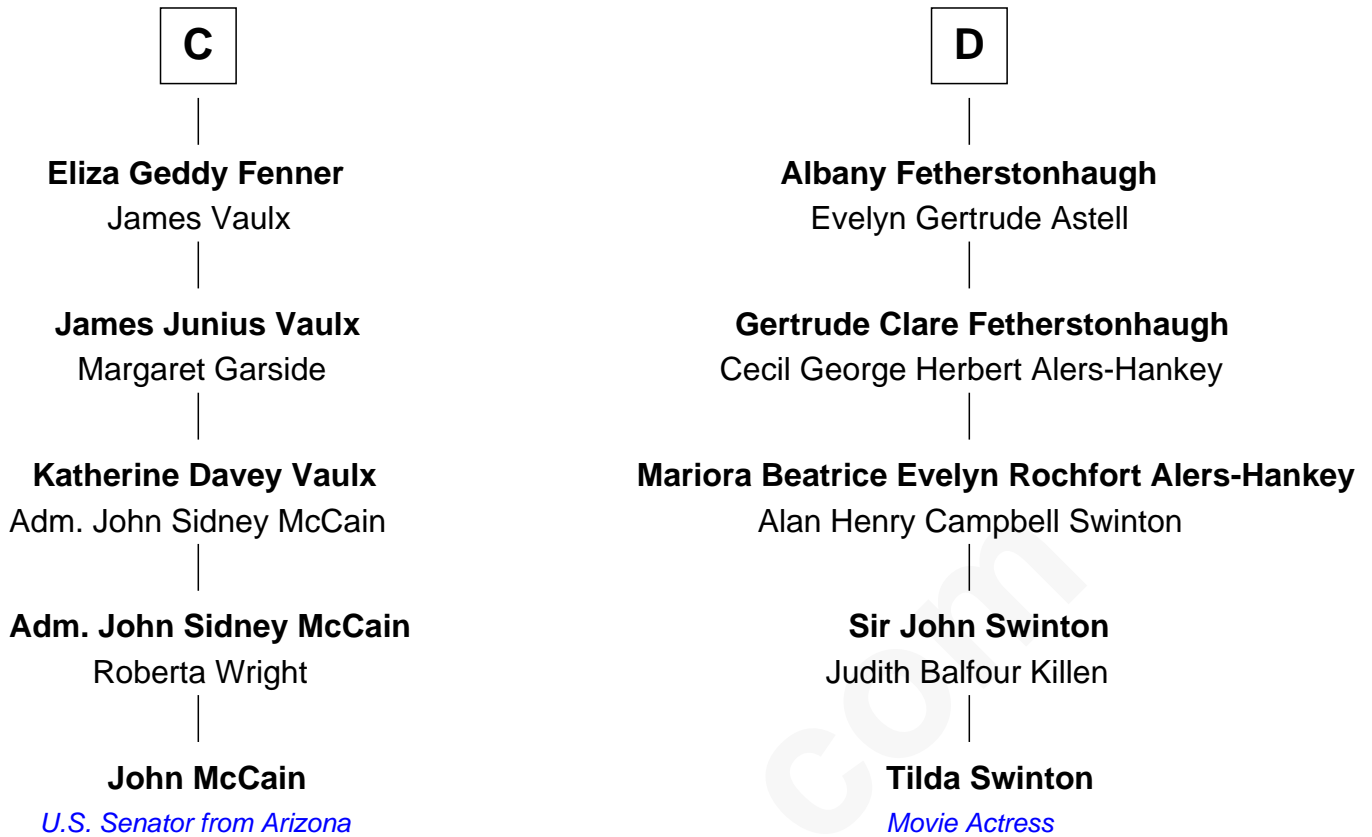 C
Eliza Geddy Fenner
James Vaulx
James Junius Vaulx
Margaret Garside
Katherine Davey Vaulx
Adm. John Sidney McCain
Adm. John Sidney McCain
Roberta Wright
John McCain
U.S. Senator from Arizona
D
Albany Fetherstonhaugh
Evelyn Gertrude Astell
Gertrude Clare Fetherstonhaugh
Cecil George Herbert Alers-Hankey
Mariora Beatrice Evelyn Rochfort Alers-Hankey
Alan Henry Campbell Swinton
Sir John Swinton
Judith Balfour Killen
Tilda Swinton
Movie Actress
com